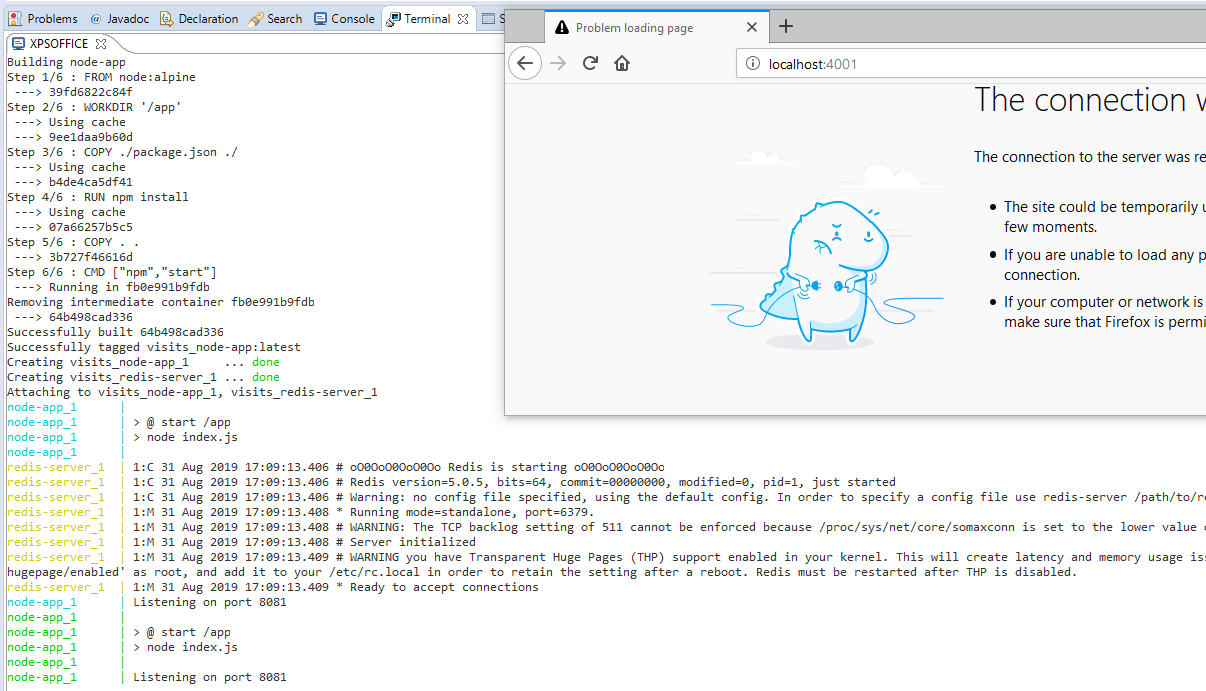 Problems @ Javadoc Declaration Search Console Terminal S
XPSOFFICE
Building node-app
Step 1/6 : FROM node:alpine
---> 39fd6822c84f
Step 2/6 : WORKDIR '/app'
---> Using cache
---> 9ee1daa9b60d
Step 3/6 : COPY ./package.json ./
---> Using cache
---> b4de4ca5df41
Step 4/6 : RUN npm install
---> Using cache
---> 07a66257b5c5
Step 5/6 : COPY . .
---> 3b727f46616d
Step 6/6 : CMD ["npm","start"]
---> Running in fb0e991b9fdb
Removing intermediate container fb0e991b9fdb
---> 64b498cad336
Successfully built 64b498cad336
Successfully tagged visits_node-app:latest
Creating visits_node-app_1 ... done
Creating visits_redis-server_1 ... done
Attaching to visits_node-app_1, visits_redis-server_1
node-app_1 |
node-app_1 | > @ start /app
node-app_1 | > node index.js
node-app_1 |
redis-server_1 | 1:C 31 Aug 2019 17:09:13.406 # oO0OoO0OoO0Oo Redis is starting oO0OoO0OoO0Oo
redis-server_1 | 1:C 31 Aug 2019 17:09:13.406 # Redis version=5.0.5, bits=64, commit=00000000, modified=0, pid=1, just started
redis-server_1 | 1:C 31 Aug 2019 17:09:13.406 # Warning: no config file specified, using the default config. In order to specify a config file use redis-server /path/to/re
redis-server_1 | 1:M 31 Aug 2019 17:09:13.408 * Running mode=standalone, port=6379.
redis-server_1 | 1:M 31 Aug 2019 17:09:13.408 # WARNING: The TCP backlog setting of 511 cannot be enforced because /proc/sys/net/core/somaxconn is set to the lower value
redis-server_1 | 1:M 31 Aug 2019 17:09:13.408 # Server initialized
redis-server_1 | 1:M 31 Aug 2019 17:09:13.409 # WARNING you have Transparent Huge Pages (THP) support enabled in your kernel. This will create latency and memory usage iss
hugepage/enabled' as root, and add it to your /etc/rc.local in order to retain the setting after a reboot. Redis must be restarted after THP is disabled.
redis-server_1 | 1:M 31 Aug 2019 17:09:13.409 * Ready to accept connections
node-app_1 | Listening on port 8081
node-app_1 |
node-app_1 | > @ start /app
node-app_1 | > node index.js
node-app_1 |
node-app_1 | Listening on port 8081
Problem loading page
localhost:4001
The connection w
The connection to the server was re
The site could be temporarily u
few moments.
If you are unable to load any p
connection.
If your computer or network is
make sure that Firefox is permi